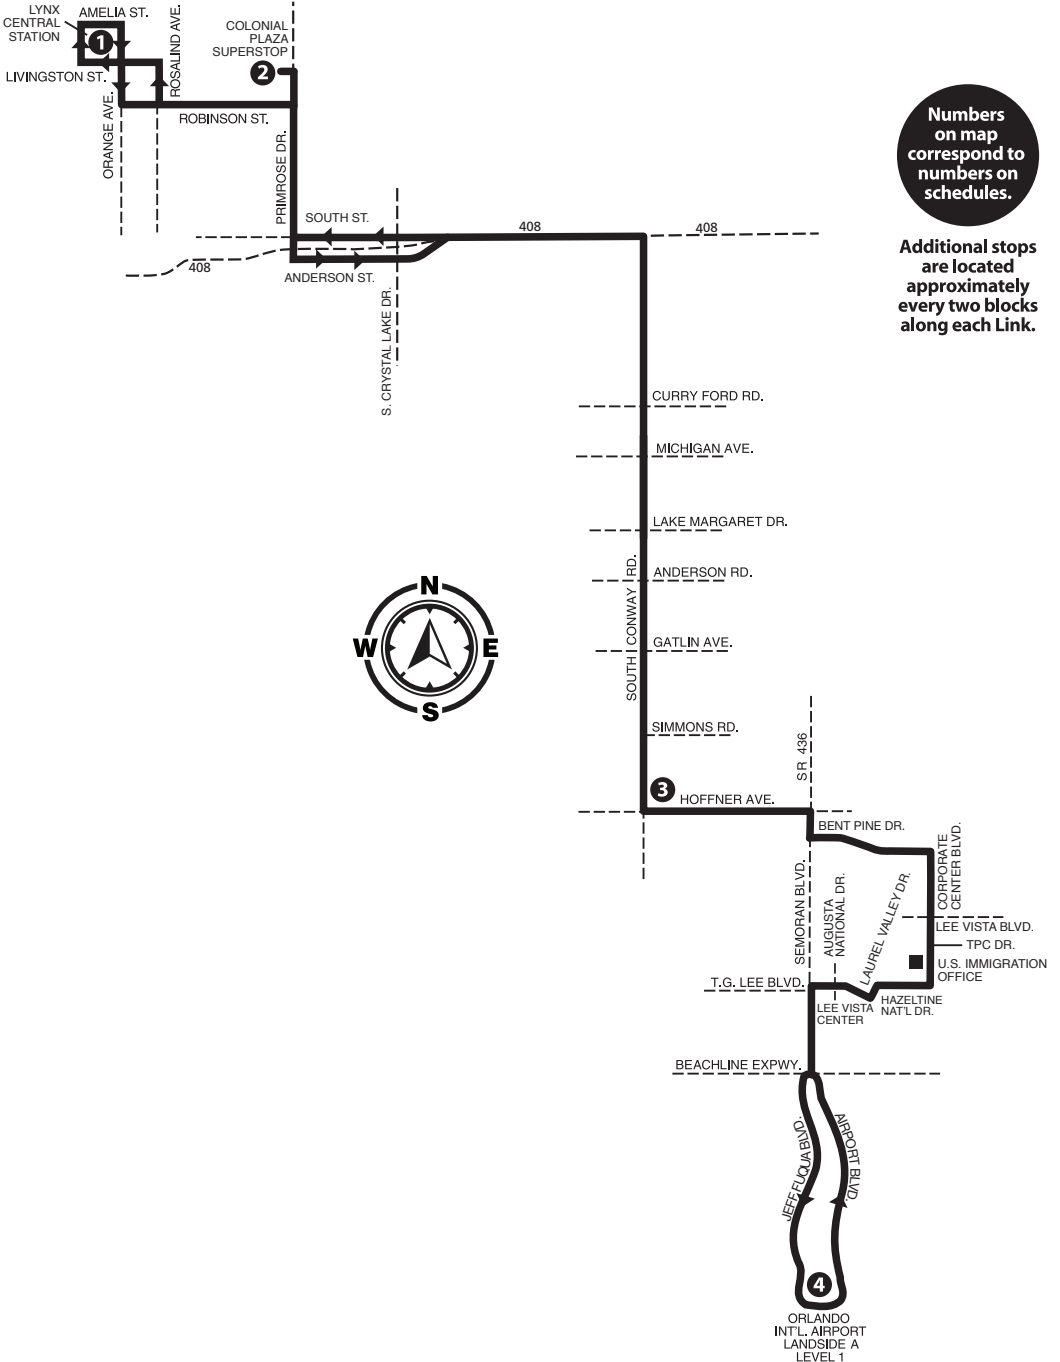 LYNX
CENTRAL
STATION
AMELIA ST.
1
ROSALIND AVE.
LIVINGSTON ST.
ORANGE AVE.
COLONIAL
PLAZA
SUPERSTOP
2
ROBINSON ST.
PRIMROSE DR.
SOUTH ST.
408
408
408
ANDERSON ST.
S. CRYSTAL LAKE DR.
Numbers
on map
correspond to
numbers on
schedules.
Additional stops
are located
approximately
every two blocks
along each Link.
CURRY FORD RD.
MICHIGAN AVE.
LAKE MARGARET DR.
ANDERSON RD.
SOUTH CONWAY RD.
GATLIN AVE.
SIMMONS RD.
N
W
E
S
3
HOFFNER AVE.
SR 436
BENT PINE DR.
CORPORATE
CENTER BLVD.
SEMORAN BLVD.
AUGUSTA
NATIONAL DR.
LAUREL VALLEY DR.
LEE VISTA BLVD.
TPC DR.
U.S. IMMIGRATION
OFFICE
T.G. LEE BLVD.
LEE VISTA
CENTER
HAZELTINE
NAT'L DR.
BEACHLINE EXPWY.
JEFF FUQUA BLVD.
AIRPORT BLVD.
4
ORLANDO
INT'L. AIRPORT
LANDSIDE A
LEVEL 1